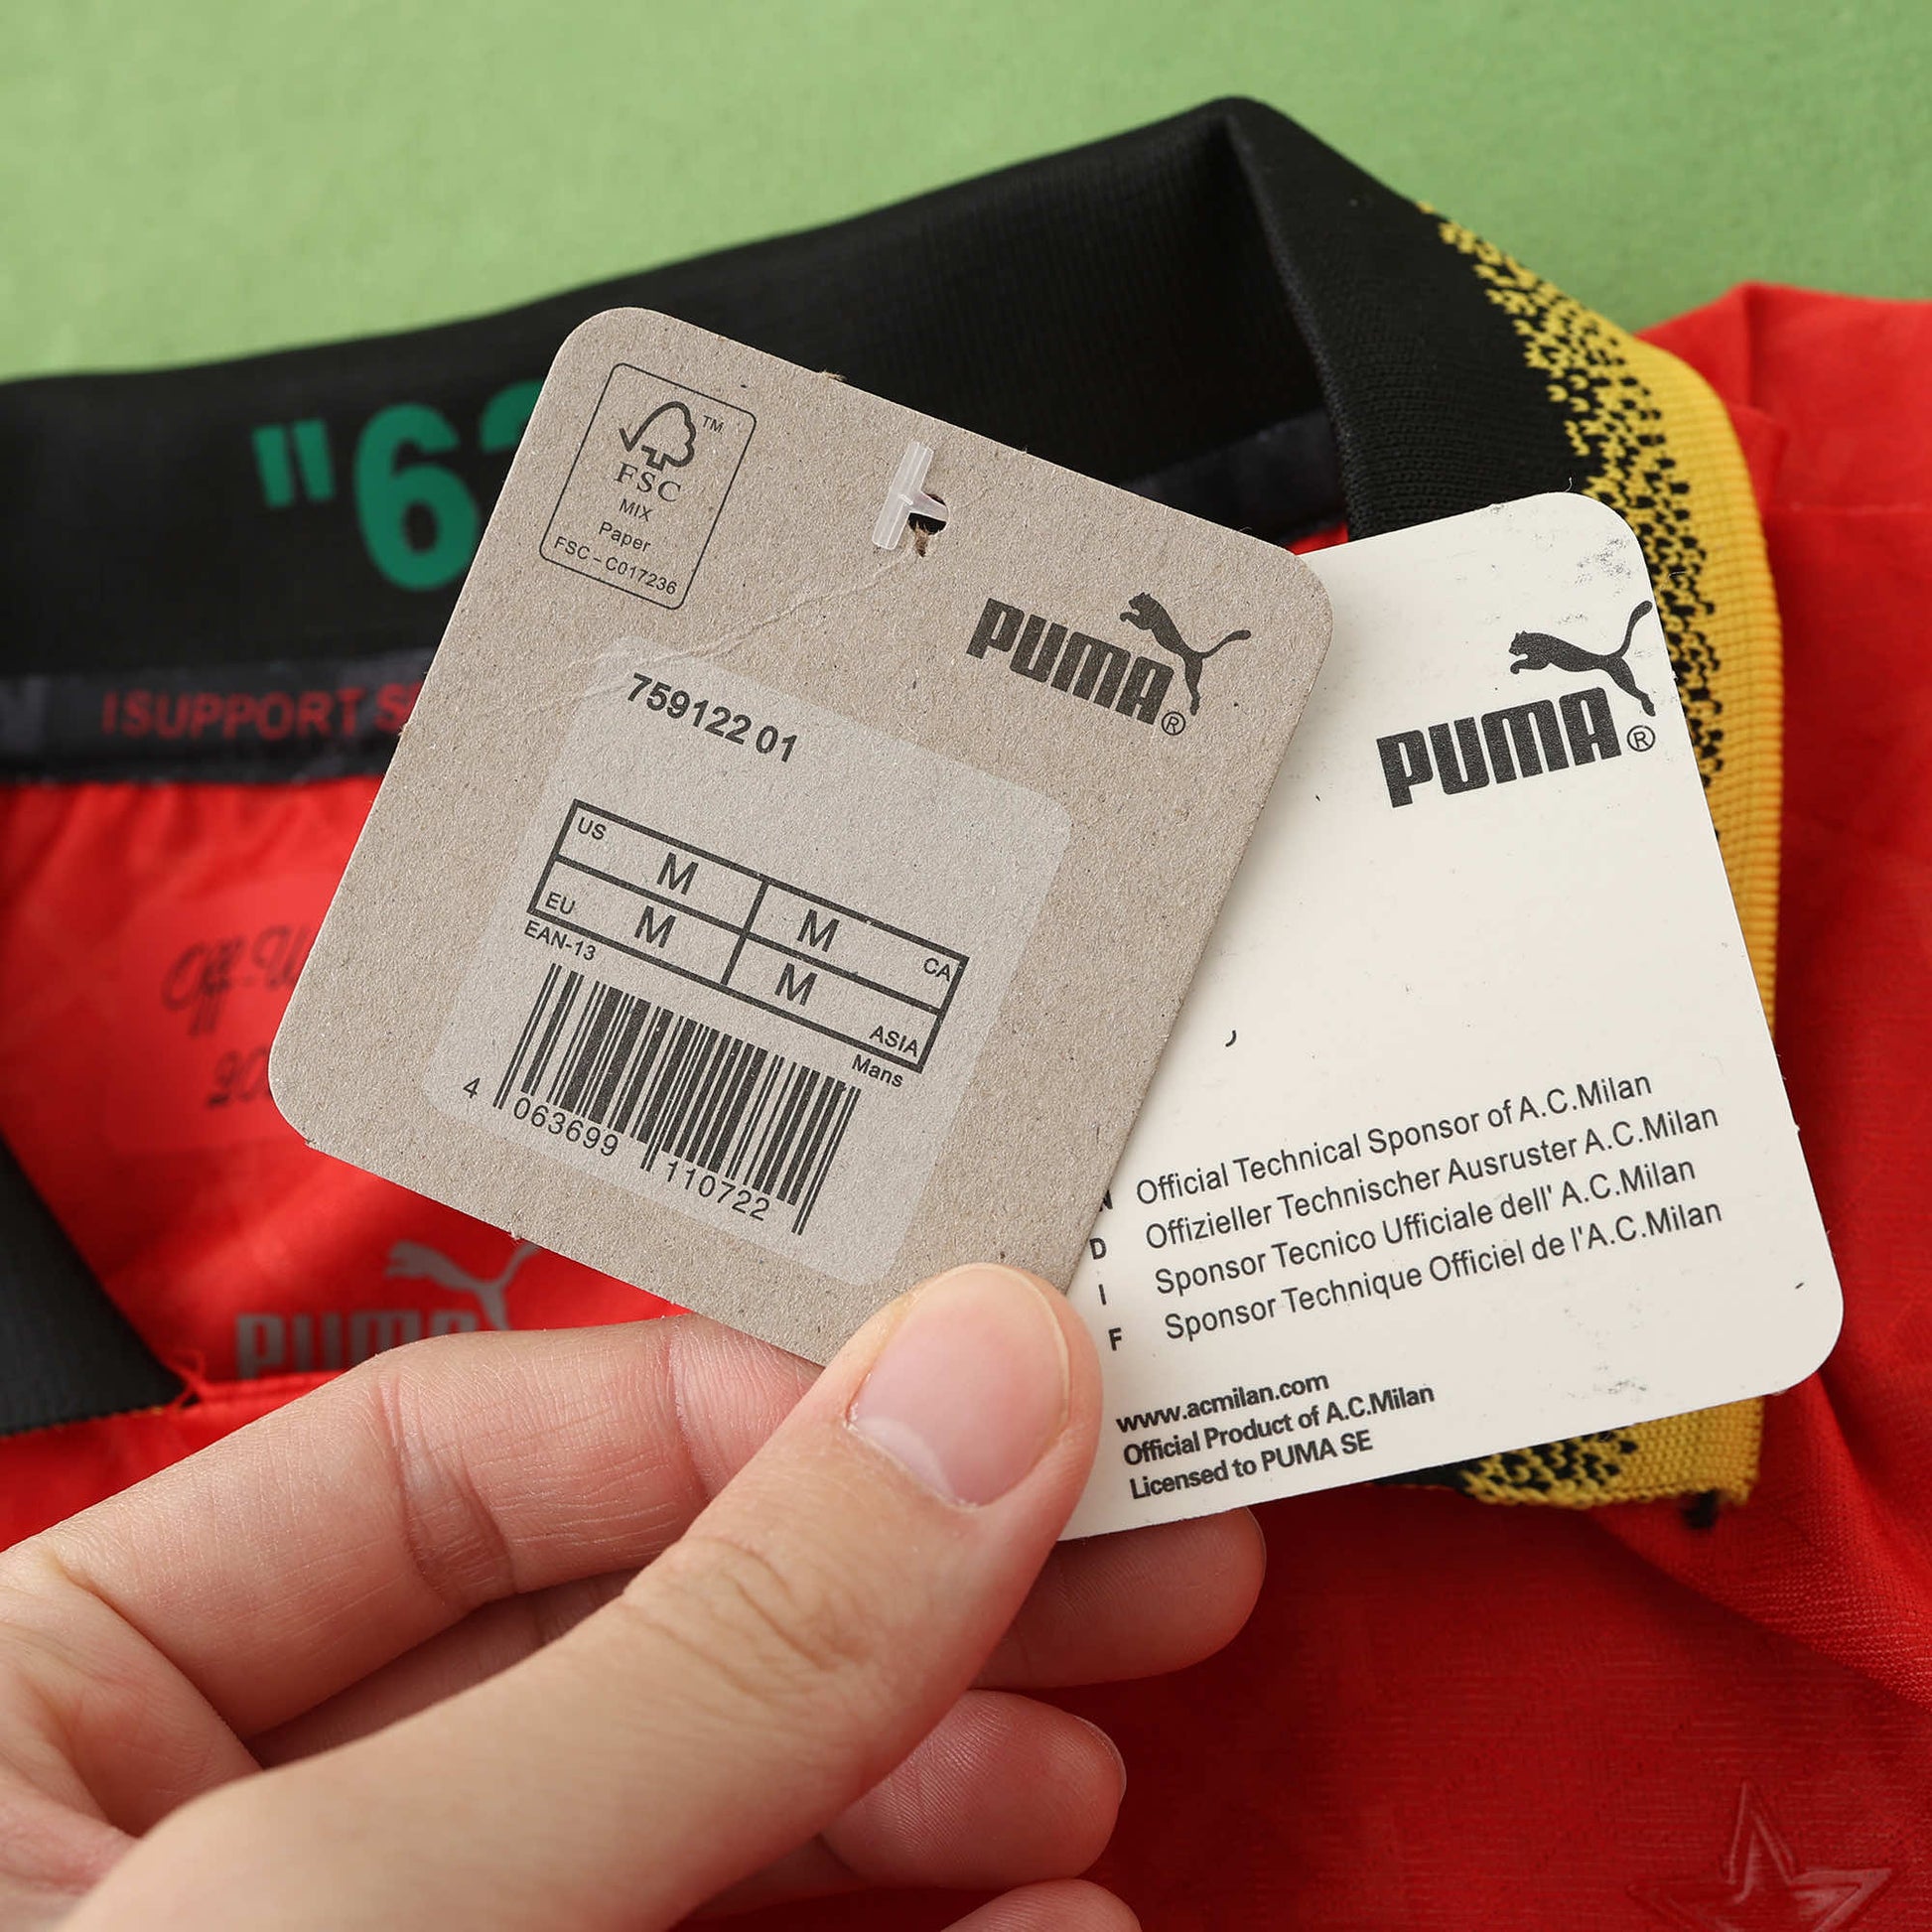 "6
I SUPPORT
FSC
TM
MIX
Paper
FSC – C017236
PUMA®
759122 01
US M
M CA
EU M
M ASIA
EAN-13
Mans
4 063699 110722
PUMA®
Official Technical Sponsor of A.C.Milan
D Offizieller Technischer Ausruster A.C.Milan
I Sponsor Tecnico Ufficiale dell' A.C.Milan
F Sponsor Technique Officiel de l'A.C.Milan
www.acmilan.com
Official Product of A.C.Milan
Licensed to PUMA SE
PUMA